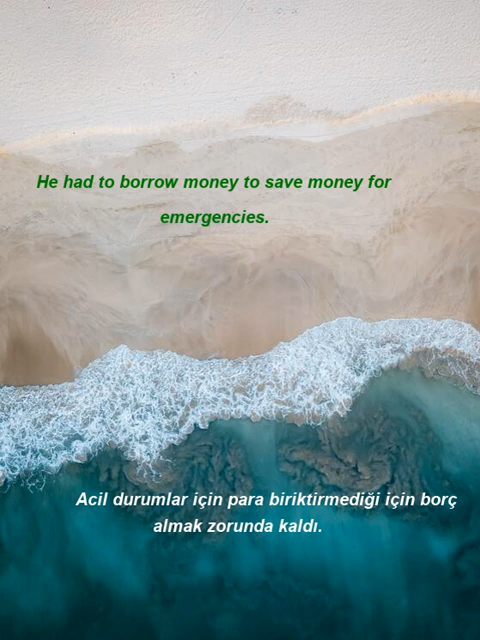 He had to borrow money to save money for
emergencies.
Acil durumlar için para biriktirmediği için borç
almak zorunda kaldı.